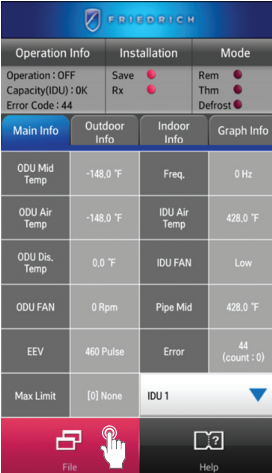 FRIEDRICH
Operation Info Installation Mode
Operation : OFF Save Rem
Capacity(IDU) : 0K Rx Thm
Error Code : 44 Defrost
Main Info Outdoor Info Indoor Info Graph Info
ODU Mid Temp -148.0 °F Freq. 0 Hz
ODU Air Temp -148.0 °F IDU Air Temp 428.0 °F
ODU Dis. Temp 0.0 °F IDU FAN Low
ODU FAN 0 Rpm Pipe Mid 428.0 °F
EEV 460 Pulse Error 44 (count : 0)
Max Limit [0] None IDU 1
File Help